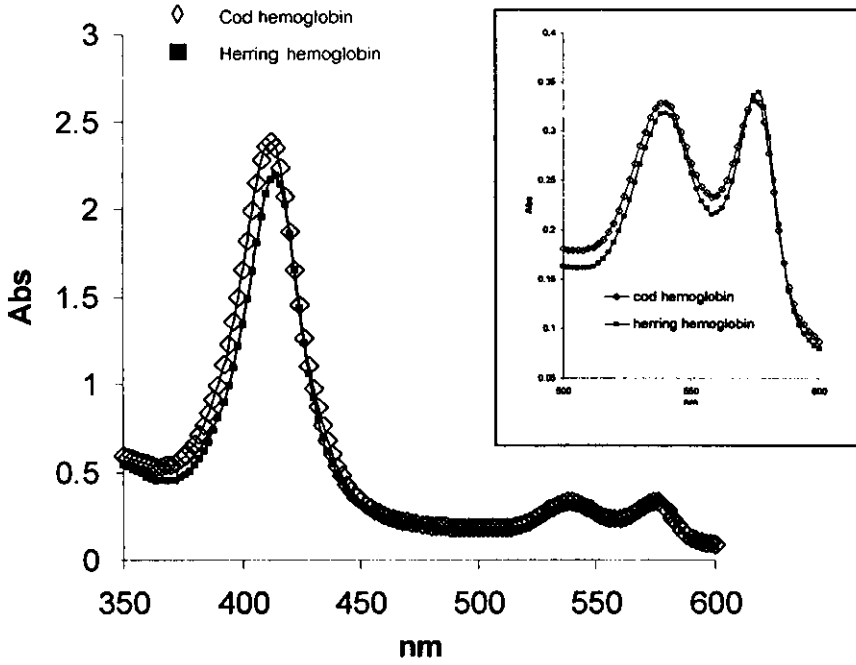 Cod hemoglobin
Herring hemoglobin
3
2.5
2
1.5
1
0.5
0
Abs
350 400 450 500 550 600
nm
0.4
0.35
0.3
0.25
0.2
0.15
0.1
0.05
Abs
cod hemoglobin
herring hemoglobin
500 550 600
nm